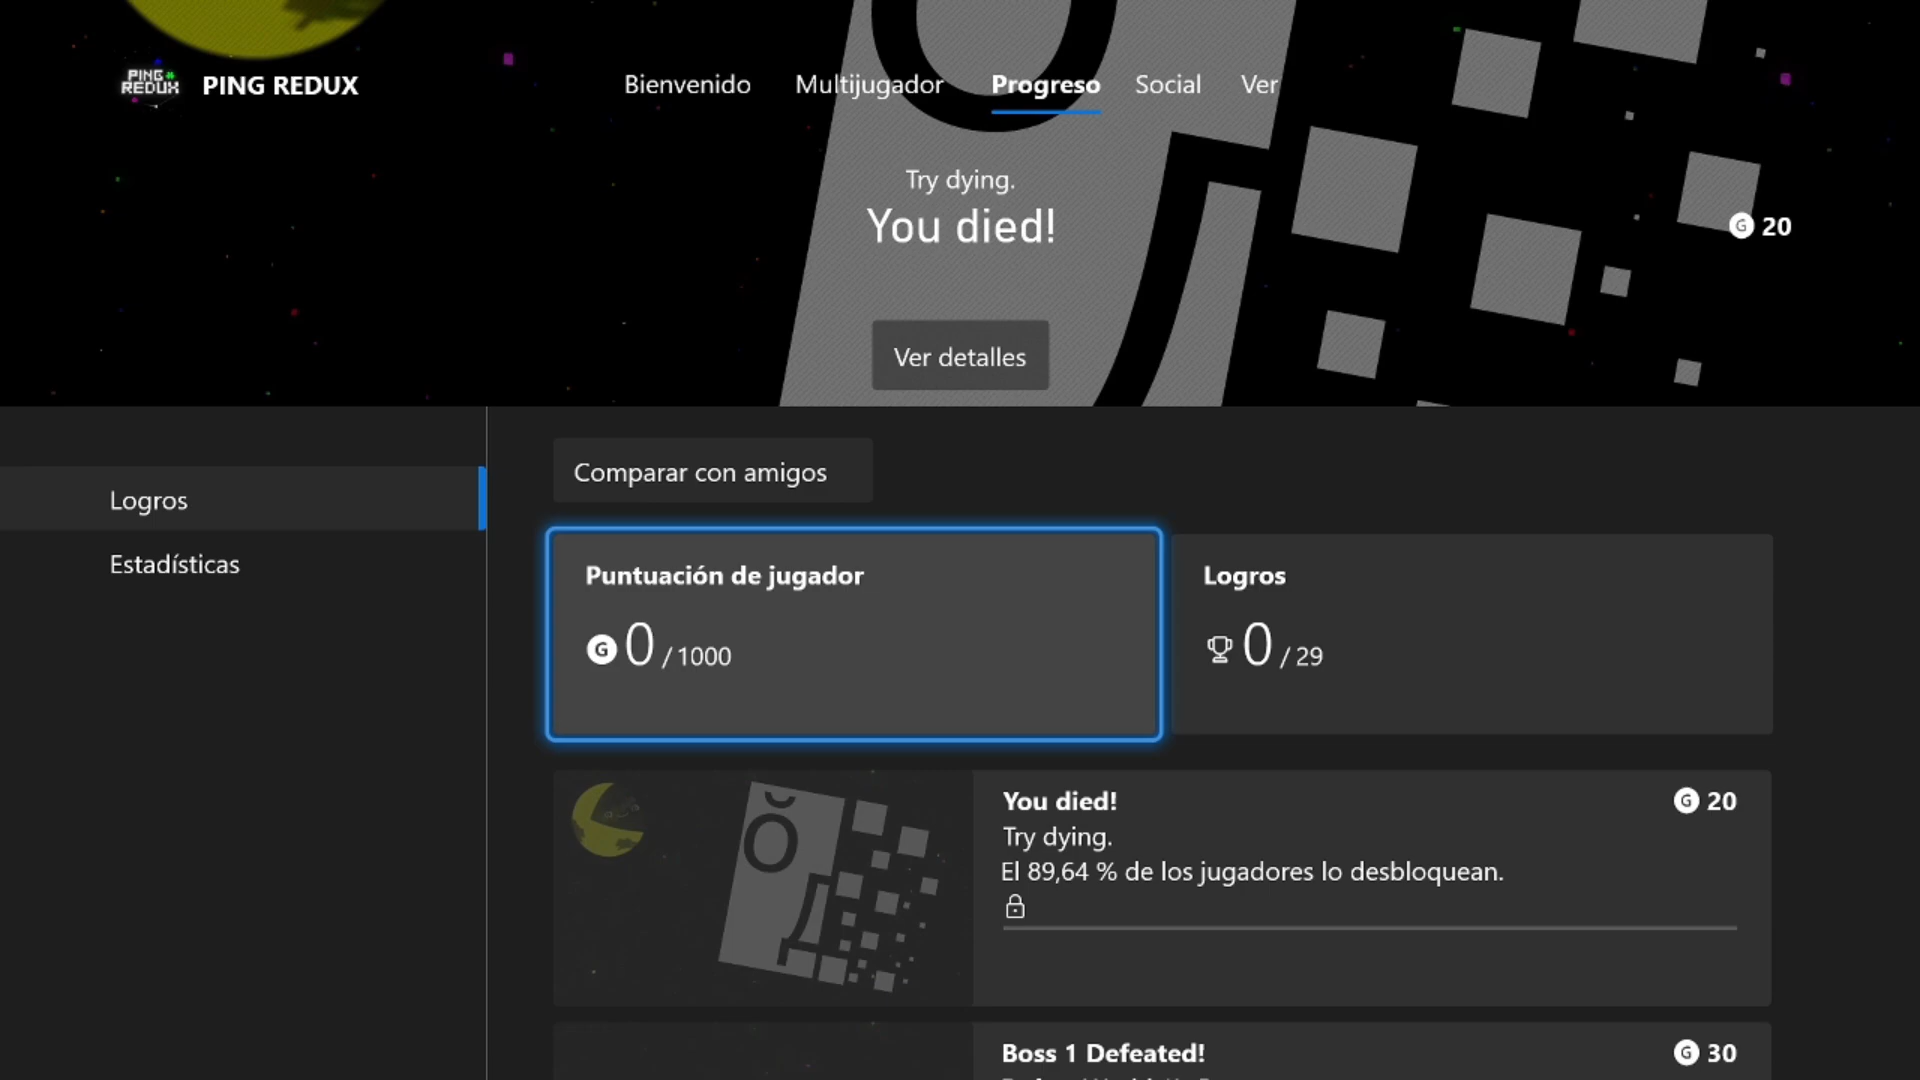 PING REDUX
PING REDUX
Bienvenido
Multijugador
Progreso
Social
Ver
Try dying.
You died!
G 20
Ver detalles
Logros
Estadísticas
Comparar con amigos
Puntuación de jugador
G 0 / 1000
Logros
0 / 29
You died!
G 20
Try dying.
El 89,64 % de los jugadores lo desbloquean.
Boss 1 Defeated!
G 30